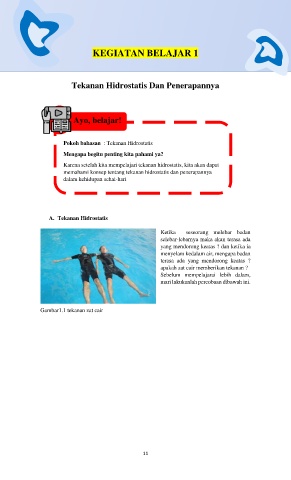 KEGIATAN BELAJAR 1
Tekanan Hidrostatis Dan Penerapannya
Ayo, belajar!
Pokok bahasan : Tekanan Hidrostatis
Mengapa begitu penting kita pahami ya?
Karena setelah kita mempelajari tekanan hidrostatis, kita akan dapat
memahami konsep tentang tekanan hidrostatis dan penerapannya
dalam kehidupan sehai-hari
A. Tekanan Hidrostatis
Ketika seseorang melebar badan
selebar-lebarnya maka akan terasa ada
yang mendorong keatas ? dan ketika ia
menyelam kedalam air, mengapa badan
terasa ada yang mendorong keatas ?
apakah zat cair memberikan tekanan ?
Sebelum mempelajarai lebih dalam,
mari lakukanlah percobaan dibawah ini.
Gambar1.1 tekanan zat cair
11